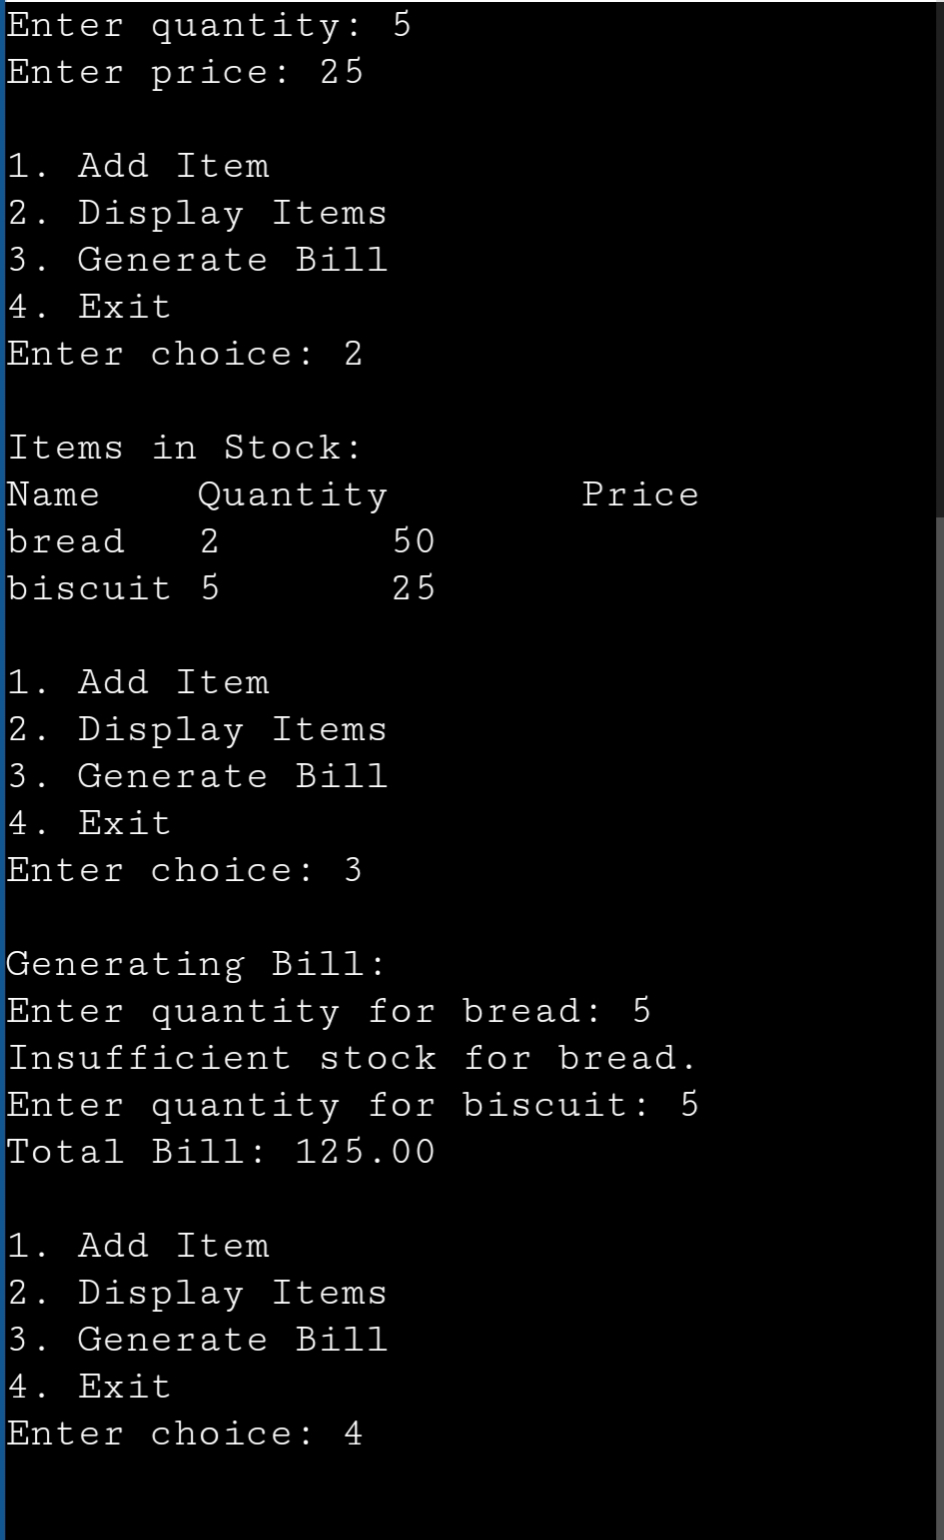 Enter quantity: 5
Enter price: 25
1. Add Item
2. Display Items
3. Generate Bill
4. Exit
Enter choice: 2
Items in Stock:
Name Quantity Price
bread 2 50
biscuit 5 25
1. Add Item
2. Display Items
3. Generate Bill
4. Exit
Enter choice: 3
Generating Bill:
Enter quantity for bread: 5
Insufficient stock for bread.
Enter quantity for biscuit: 5
Total Bill: 125.00
1. Add Item
2. Display Items
3. Generate Bill
4. Exit
Enter choice: 4